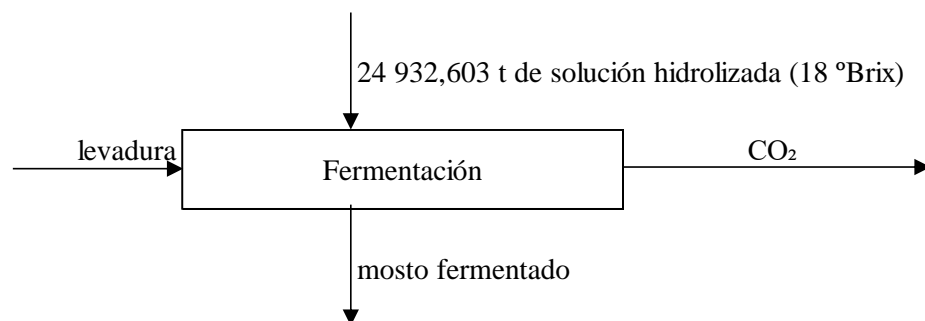 24 932,603 t de solución hidrolizada (18 ºBrix)
levadura
Fermentación
CO₂
mosto fermentado